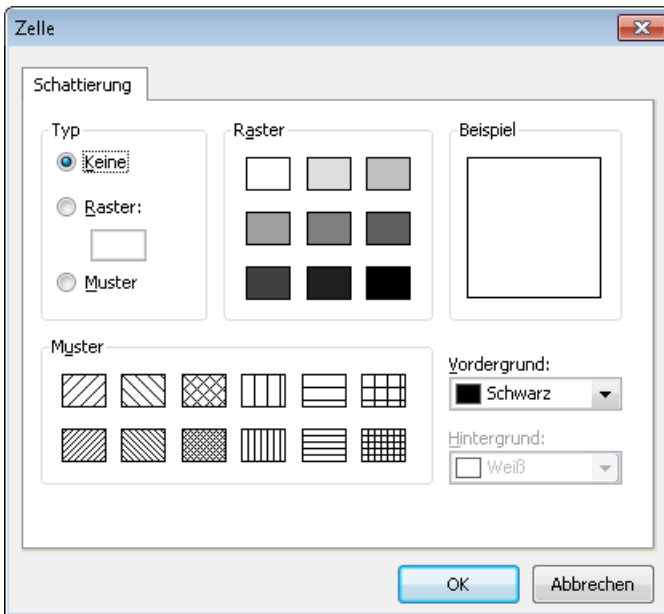 Zelle
Schattierung
Typ
Keine
Raster:
Muster
Raster
Beispiel
Muster
Vordergrund:
Schwarz
Hintergrund:
Weiß
OK
Abbrechen